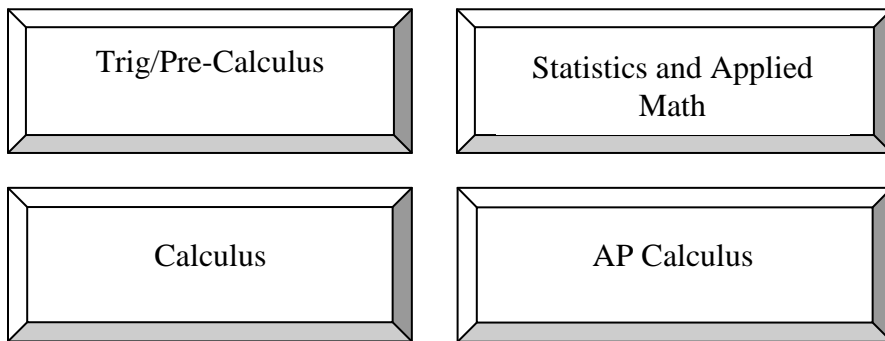 Trig/Pre-Calculus
Statistics and Applied
Math
Calculus
AP Calculus